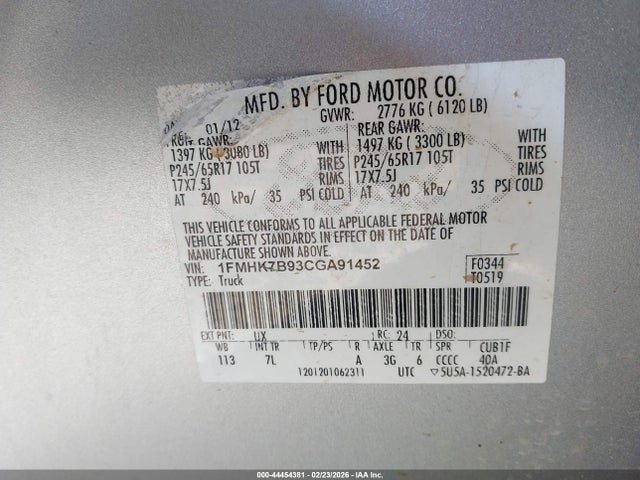 MFD. BY FORD MOTOR CO.
01/12 GVWR: 2776 KG ( 6120 LB)
GAWR: REAR GAWR:
1397 KG ( 3080 LB) WITH 1497 KG ( 3300 LB) WITH
P245/65R17 105T TIRES P245/65R17 105T TIRES
17X7.5J RIMS 17X7.5J RIMS
AT 240 kPa/ 35 PSI COLD AT 240 kPa/ 35 PSI COLD
THIS VEHICLE CONFORMS TO ALL APPLICABLE FEDERAL MOTOR
VEHICLE SAFETY STANDARDS IN EFFECT ON THE DATE OF
MANUFACTURE SHOWN ABOVE.
VIN: 1FMHK7B93CGA91452 F0344
TYPE: Truck T0519
EXT PNT: UX RC: 24 DSO:
WB INT TR TP/PS R AXLE TR SPR CUB1F
113 7L A 3G 6 CCCC 40A
1201201062311 UTC ▽5U5A-1520472-BA
000-44454381 - 02/23/2026 - IAA Inc.